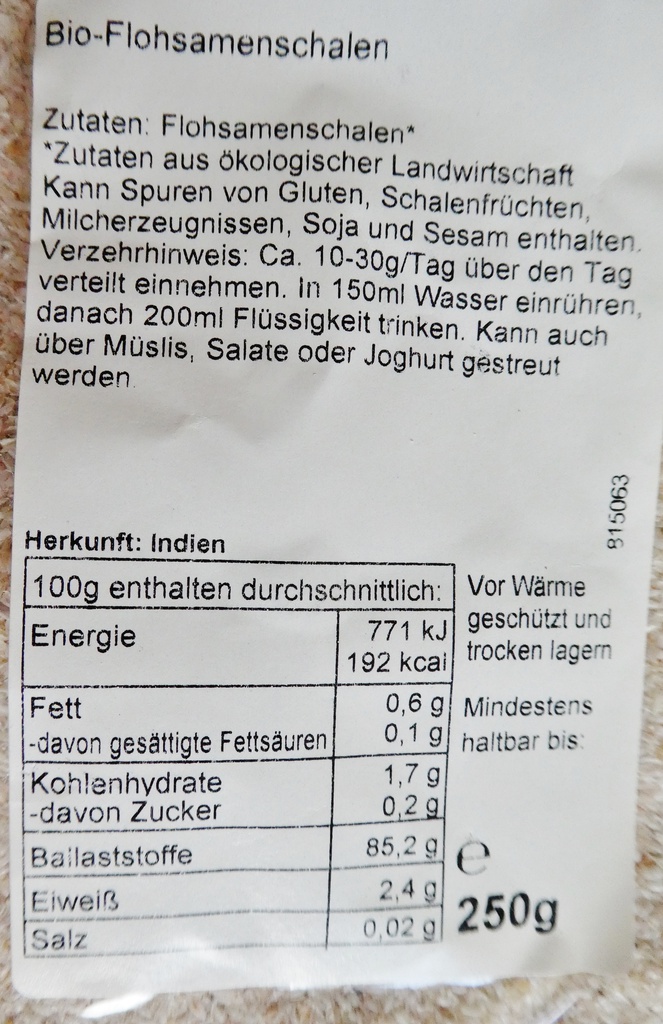 Bio-Flohsamenschalen
Zutaten: Flohsamenschalen*
*Zutaten aus ökologischer Landwirtschaft
Kann Spuren von Gluten, Schalenfrüchten,
Milcherzeugnissen, Soja und Sesam enthalten.
Verzehrhinweis: Ca. 10-30g/Tag über den Tag
verteilt einnehmen. In 150ml Wasser einrühren,
danach 200ml Flüssigkeit trinken. Kann auch
über Müslis, Salate oder Joghurt gestreut
werden.
815063
Herkunft: Indien
100g enthalten durchschnittlich:
Energie 771 kJ
192 kcal
Fett 0,6 g
-davon gesättigte Fettsäuren 0,1 g
Kohlenhydrate 1,7 g
-davon Zucker 0,2 g
Ballaststoffe 85,2 g
Eiweiß 2,4 g
Salz 0,02 g
Vor Wärme
geschützt und
trocken lagern
Mindestens
haltbar bis:
℮
250g